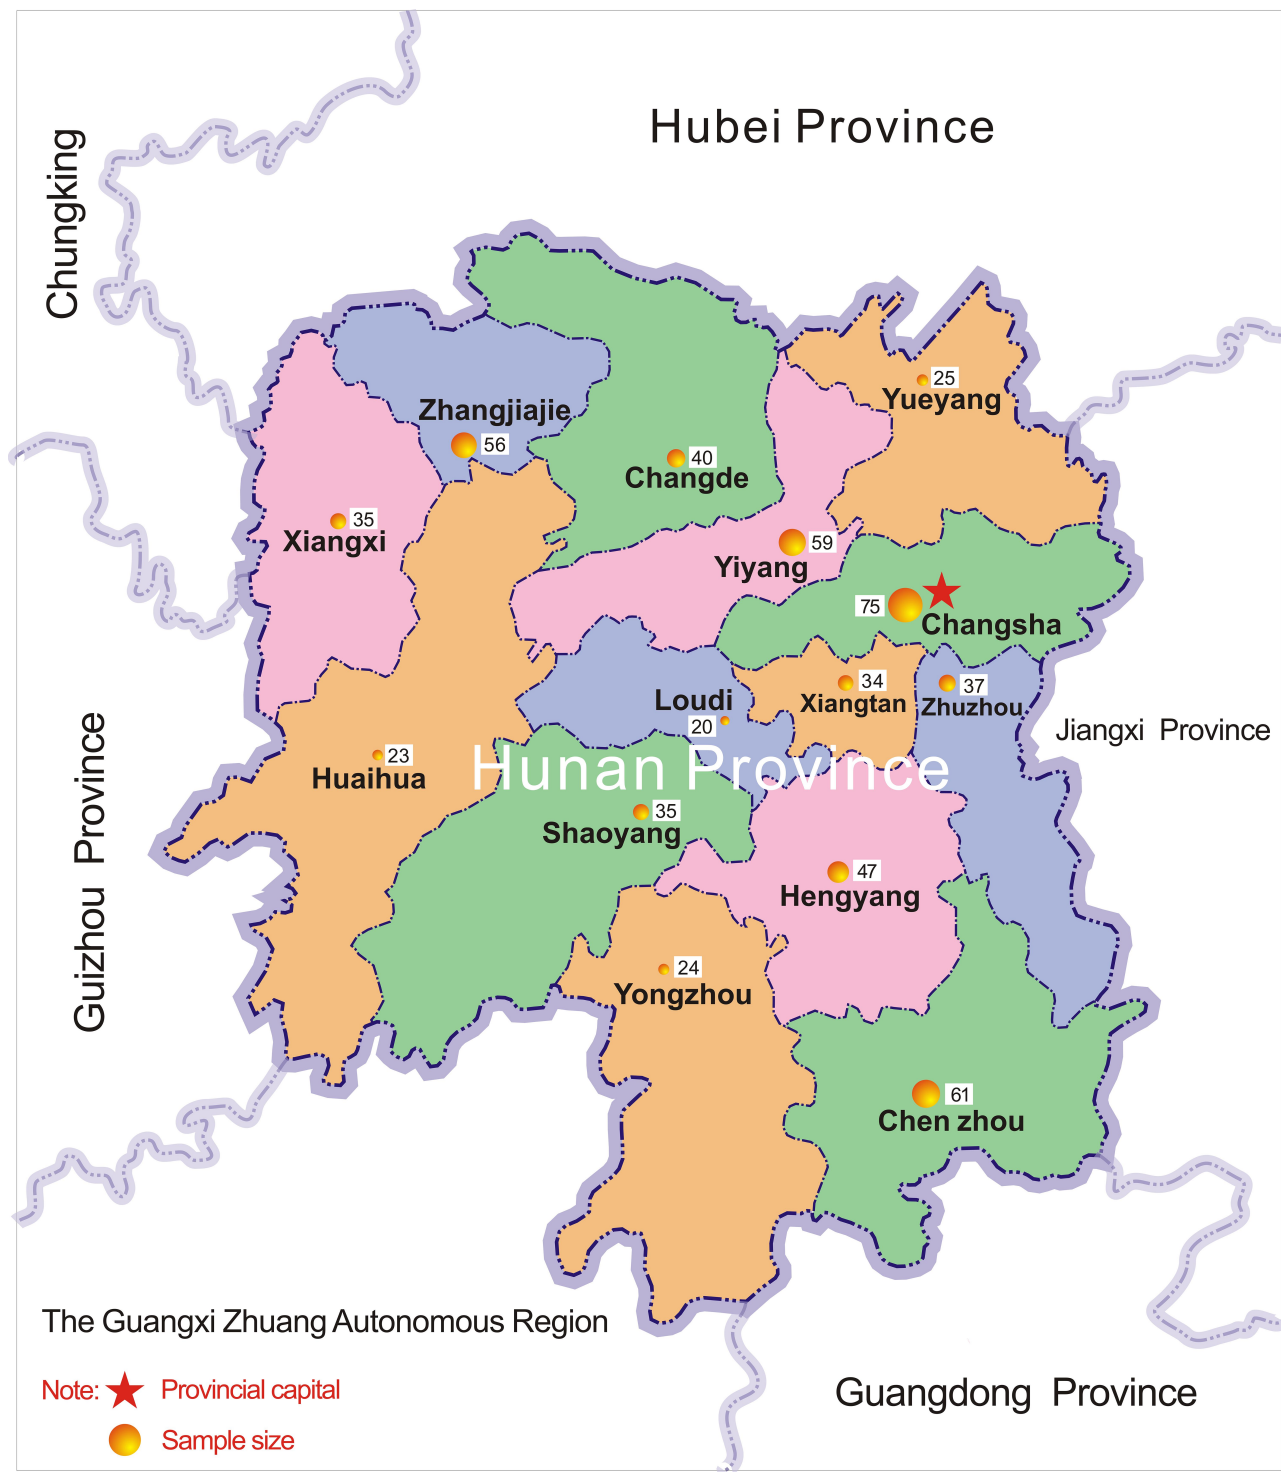 Hubei Province
Chungking
25
Yueyang
Zhangjiajie
56
40
Changde
35
Xiangxi
59
Yiyang
75
Changsha
34
Xiangtan
37
Zhuzhou
Loudi
20
Jiangxi Province
Guizhou Province
23
Huaihua
Hunan Province
35
Shaoyang
47
Hengyang
24
Yongzhou
61
Chen zhou
The Guangxi Zhuang Autonomous Region
Guangdong Province
Note: Provincial capital
Sample size